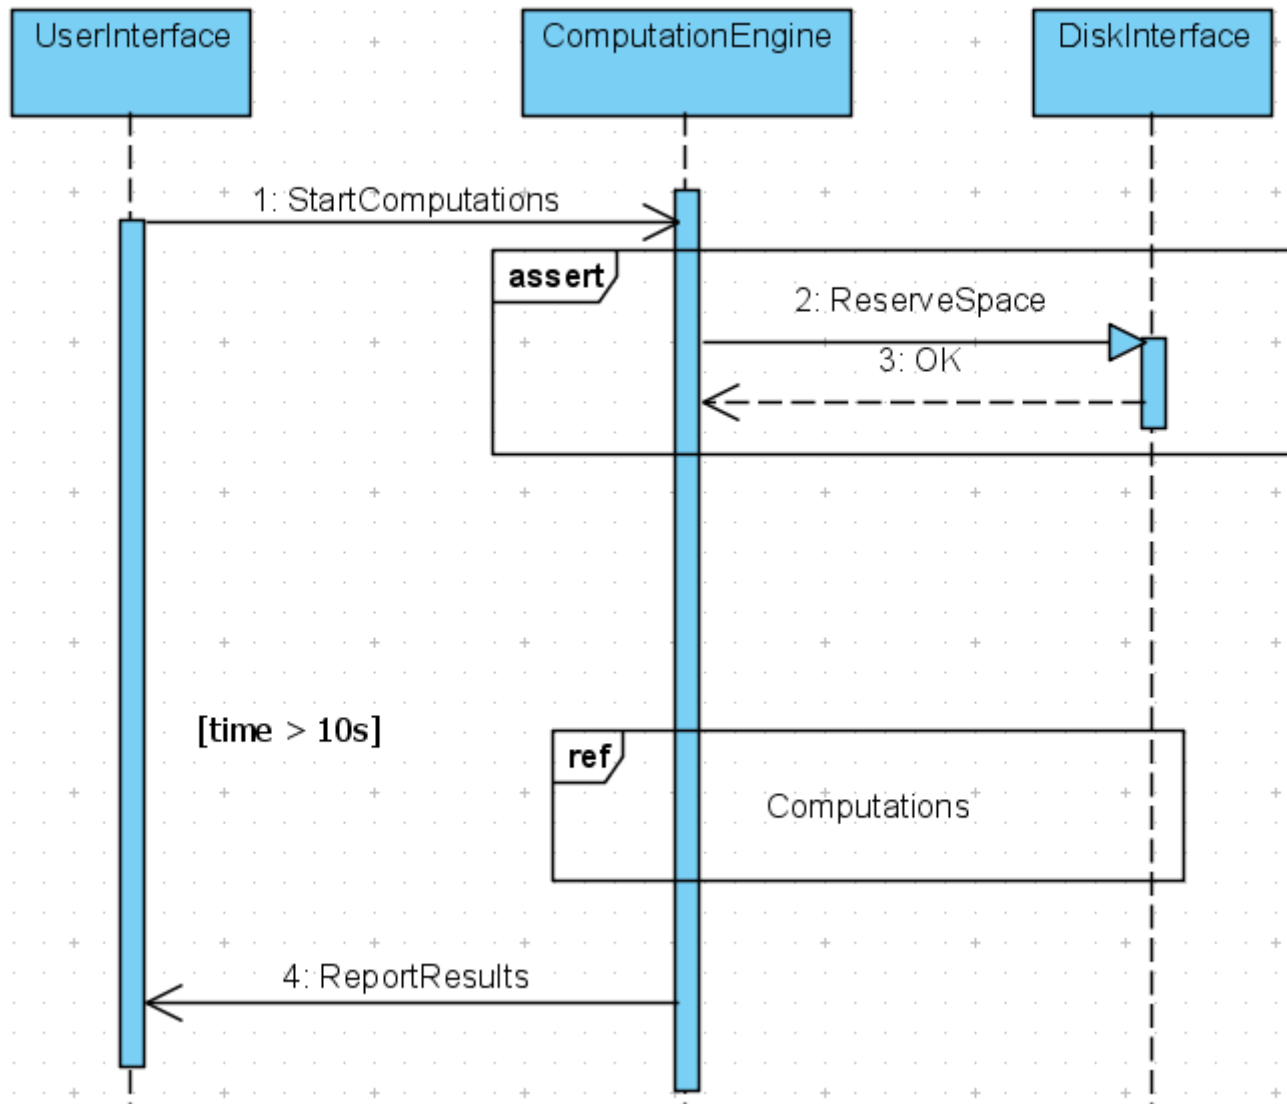 UserInterface
ComputationEngine
DiskInterface
1: StartComputations
assert
2: ReserveSpace
3: OK
[time > 10s]
ref
Computations
4: ReportResults